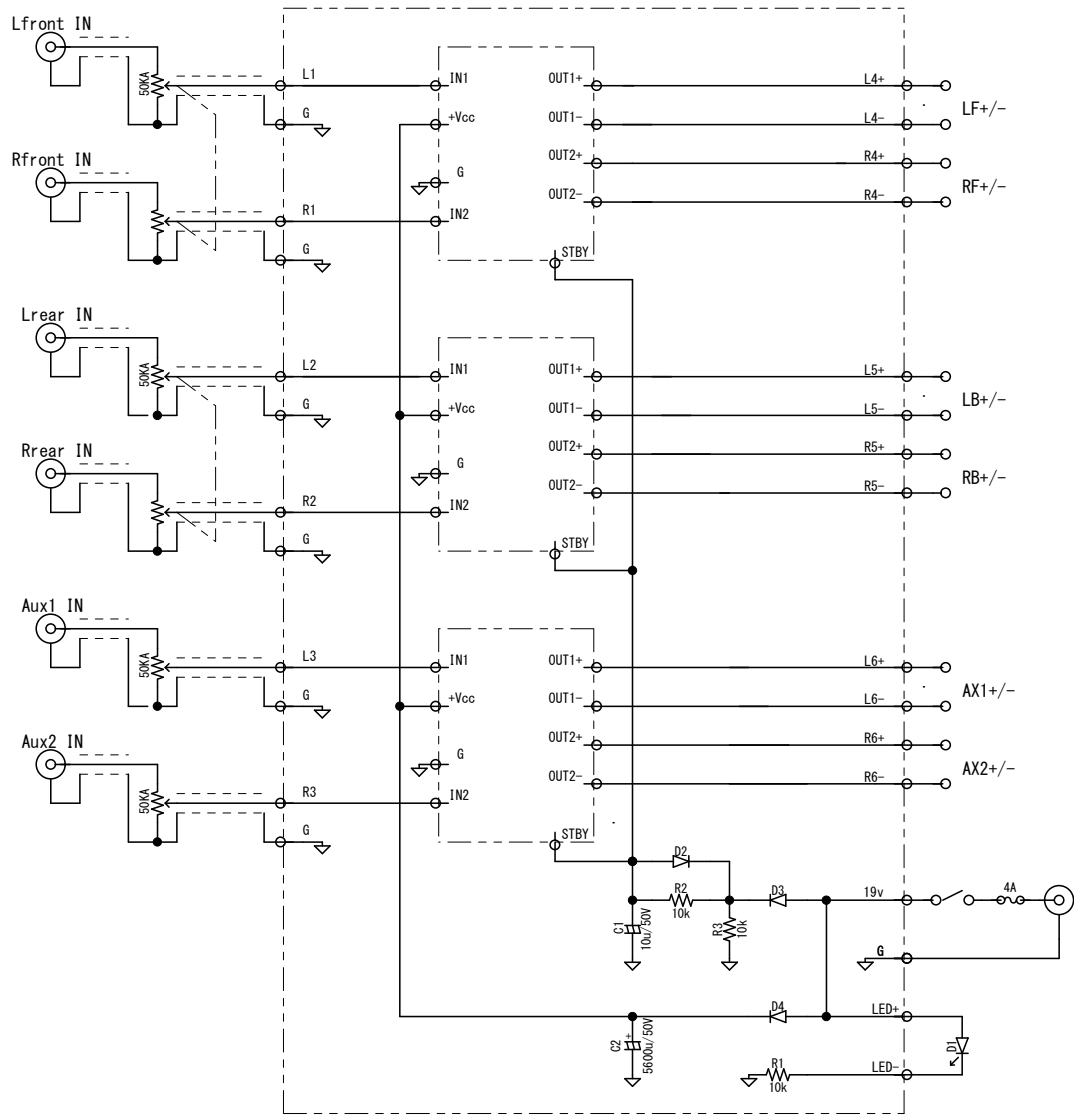 Lfront IN
50KA
L1
G
IN1
+Vcc
G
IN2
OUT1+
OUT1-
OUT2+
OUT2-
STBY
L4+
L4-
R4+
R4-
LF+/-
RF+/-
Rfront IN
R1
G
Lrear IN
50KA
L2
G
IN1
+Vcc
G
IN2
OUT1+
OUT1-
OUT2+
OUT2-
STBY
L5+
L5-
R5+
R5-
LB+/-
RB+/-
Rrear IN
R2
G
Aux1 IN
50KA
L3
G
IN1
+Vcc
G
IN2
OUT1+
OUT1-
OUT2+
OUT2-
STBY
L6+
L6-
R6+
R6-
AX1+/-
AX2+/-
Aux2 IN
50KA
R3
G
D2
R2
10k
D3
R3
10k
C1
10u/50V
19v
4A
G
D4
C2
+
5600u/50V
LED+
D1
LED-
R1
10k